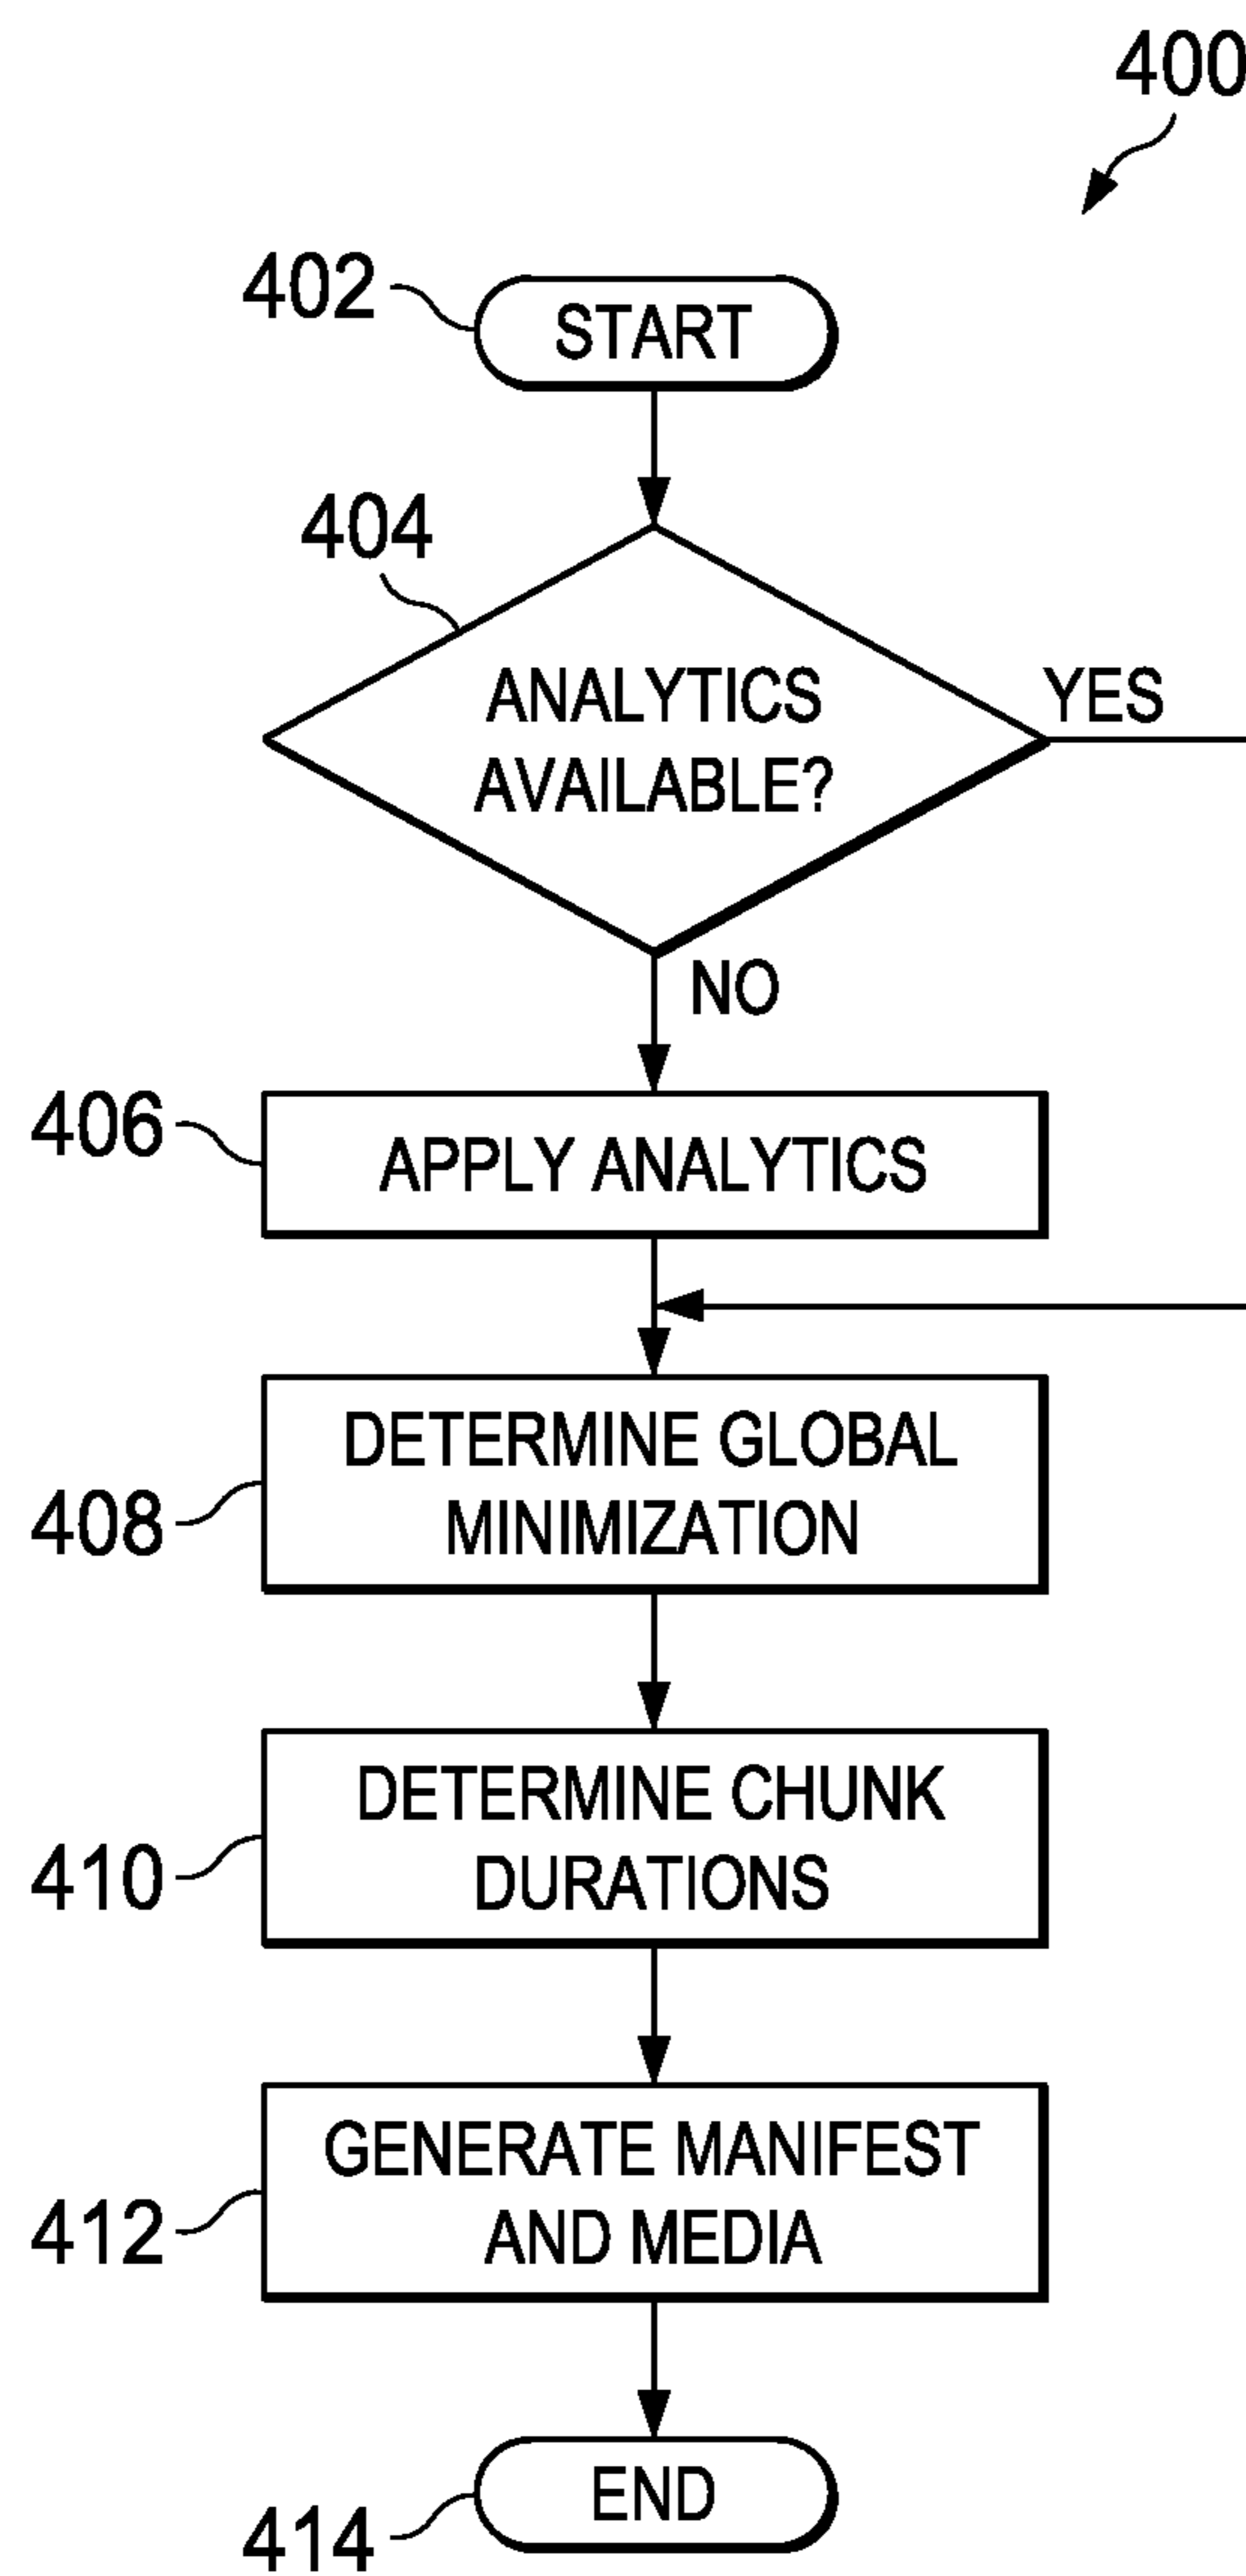 400
402
START
404
ANALYTICS
AVAILABLE?
YES
NO
406
APPLY ANALYTICS
408
DETERMINE GLOBAL
MINIMIZATION
410
DETERMINE CHUNK
DURATIONS
412
GENERATE MANIFEST
AND MEDIA
414
END